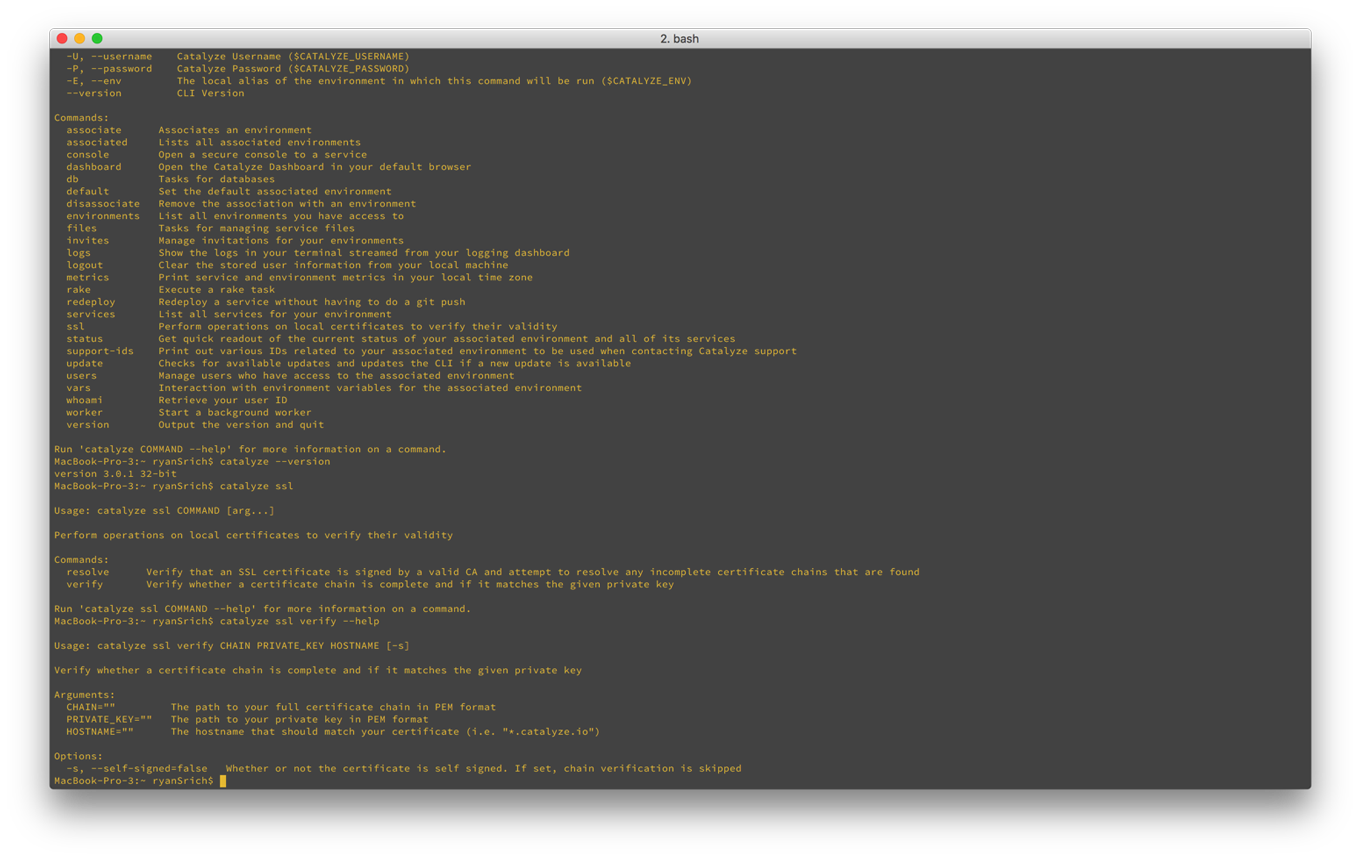 2. bash
-U, --username    Catalyze Username ($CATALYZE_USERNAME)
-P, --password    Catalyze Password ($CATALYZE_PASSWORD)
-E, --env         The local alias of the environment in which this command will be run ($CATALYZE_ENV)
--version         CLI Version
Commands:
associate      Associates an environment
associated     Lists all associated environments
console        Open a secure console to a service
dashboard      Open the Catalyze Dashboard in your default browser
db             Tasks for databases
default        Set the default associated environment
disassociate   Remove the association with an environment
environments   List all environments you have access to
files          Tasks for managing service files
invites        Manage invitations for your environments
logs           Show the logs in your terminal streamed from your logging dashboard
logout         Clear the stored user information from your local machine
metrics        Print service and environment metrics in your local time zone
rake           Execute a rake task
redeploy       Redeploy a service without having to do a git push
services       List all services for your environment
ssl            Perform operations on local certificates to verify their validity
status         Get quick readout of the current status of your associated environment and all of its services
support-ids    Print out various IDs related to your associated environment to be used when contacting Catalyze support
update         Checks for available updates and updates the CLI if a new update is available
users          Manage users who have access to the associated environment
vars           Interaction with environment variables for the associated environment
whoami         Retrieve your user ID
worker         Start a background worker
version        Output the version and quit
Run 'catalyze COMMAND --help' for more information on a command.
MacBook-Pro-3:~ ryanSrich$ catalyze --version
version 3.0.1 32-bit
MacBook-Pro-3:~ ryanSrich$ catalyze ssl
Usage: catalyze ssl COMMAND [arg...]
Perform operations on local certificates to verify their validity
Commands:
resolve      Verify that an SSL certificate is signed by a valid CA and attempt to resolve any incomplete certificate chains that are found
verify       Verify whether a certificate chain is complete and if it matches the given private key
Run 'catalyze ssl COMMAND --help' for more information on a command.
MacBook-Pro-3:~ ryanSrich$ catalyze ssl verify --help
Usage: catalyze ssl verify CHAIN PRIVATE_KEY HOSTNAME [-s]
Verify whether a certificate chain is complete and if it matches the given private key
Arguments:
CHAIN=""         The path to your full certificate chain in PEM format
PRIVATE_KEY=""   The path to your private key in PEM format
HOSTNAME=""      The hostname that should match your certificate (i.e. "*.catalyze.io")
Options:
-s, --self-signed=false   Whether or not the certificate is self signed. If set, chain verification is skipped
MacBook-Pro-3:~ ryanSrich$